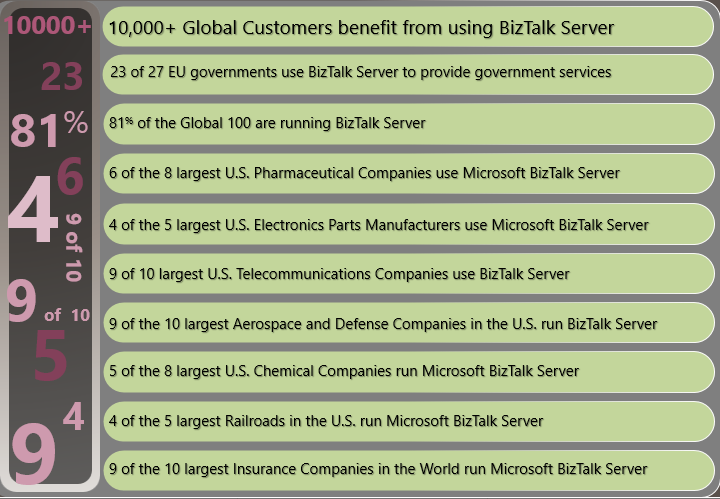 10000+
10,000+ Global Customers benefit from using BizTalk Server
23
23 of 27 EU governments use BizTalk Server to provide government services
81%
81% of the Global 100 are running BizTalk Server
6
6 of the 8 largest U.S. Pharmaceutical Companies use Microsoft BizTalk Server
4
4 of the 5 largest U.S. Electronics Parts Manufacturers use Microsoft BizTalk Server
9 of 10
9 of 10 largest U.S. Telecommunications Companies use BizTalk Server
9 of 10
9 of the 10 largest Aerospace and Defense Companies in the U.S. run BizTalk Server
5
5 of the 8 largest U.S. Chemical Companies run Microsoft BizTalk Server
4
4 of the 5 largest Railroads in the U.S. run Microsoft BizTalk Server
9
9 of the 10 largest Insurance Companies in the World run Microsoft BizTalk Server